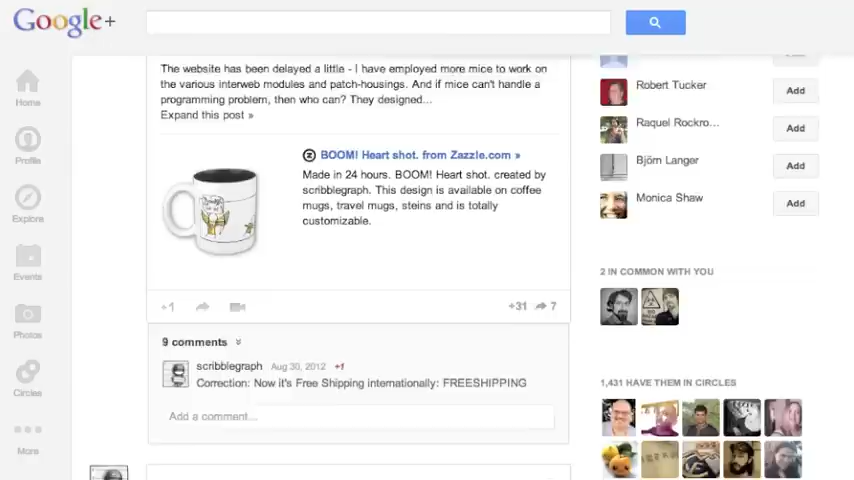 Google+
The website has been delayed a little - I have employed more mice to work on
the various interweb modules and patch-housings. And if mice can't handle a
programming problem, then who can? They designed...
Expand this post »
BOOM! Heart shot. from Zazzle.com »
Made in 24 hours. BOOM! Heart shot. created by
scribblegraph. This design is available on coffee
mugs, travel mugs, steins and is totally
customizable.
+1
+31
7
9 comments
scribblegraph Aug 30, 2012 +1
Correction: Now it's Free Shipping internationally: FREESHIPPING
Add a comment...
Home
Profile
Explore
Events
Photos
Circles
More
Robert Tucker Add
Raquel Rockro... Add
Björn Langer Add
Monica Shaw Add
2 IN COMMON WITH YOU
1,431 HAVE THEM IN CIRCLES